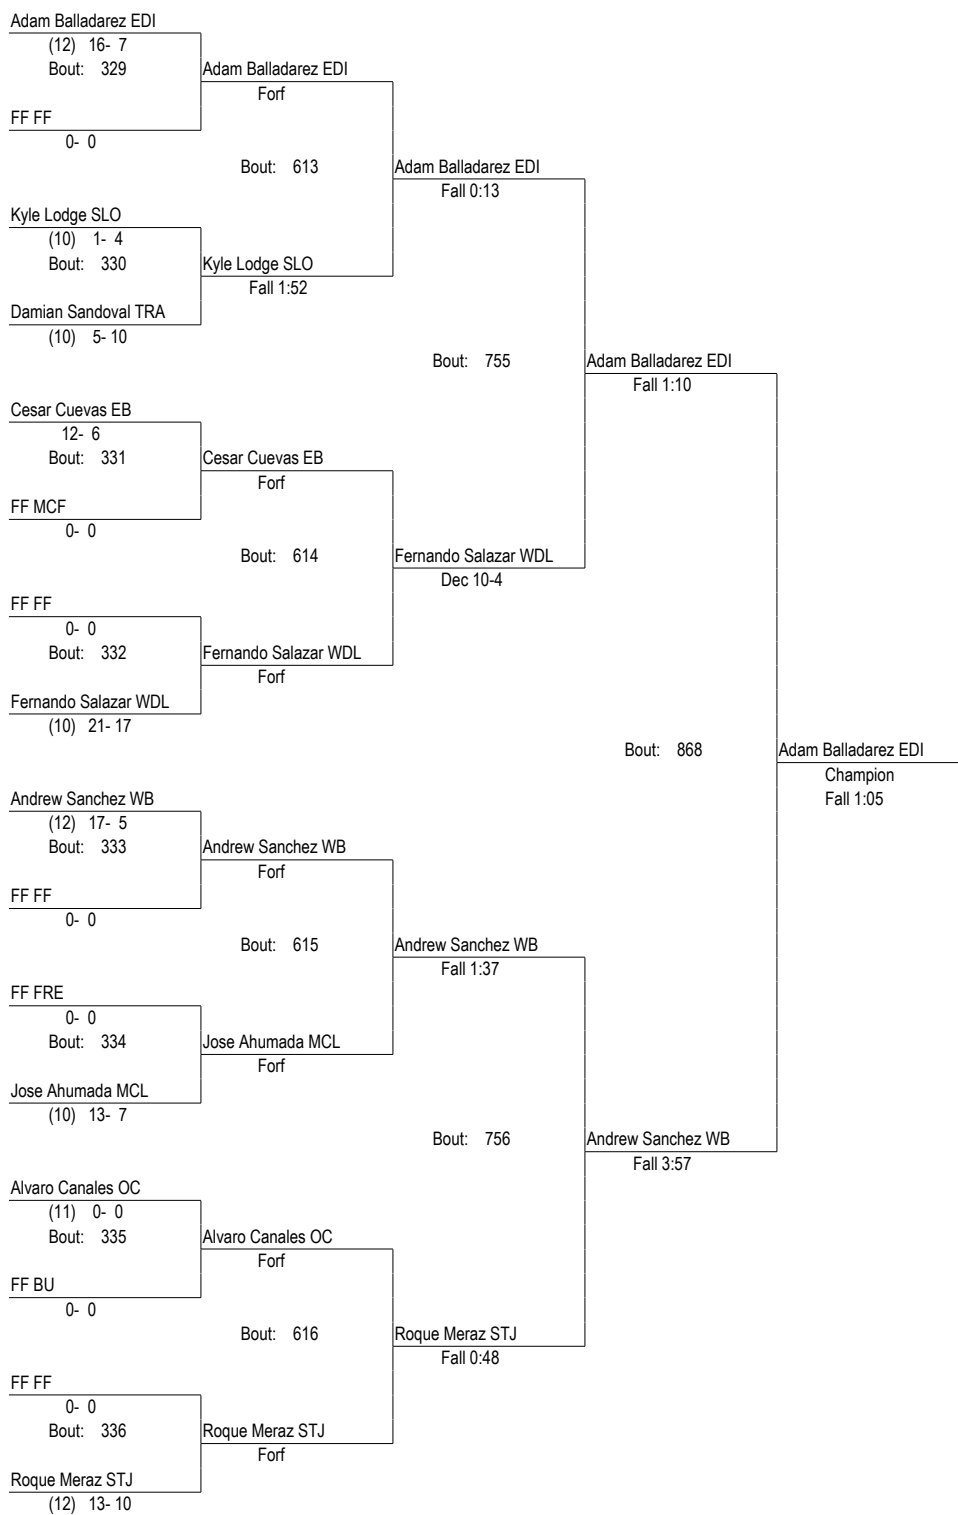 Adam Balladarez EDI
(12) 16- 7
Bout: 329
Adam Balladarez EDI
Forf
FF FF
0- 0
Bout: 613
Adam Balladarez EDI
Fall 0:13
Kyle Lodge SLO
(10) 1- 4
Bout: 330
Kyle Lodge SLO
Fall 1:52
Damian Sandoval TRA
(10) 5- 10
Bout: 755
Adam Balladarez EDI
Fall 1:10
Cesar Cuevas EB
12- 6
Bout: 331
Cesar Cuevas EB
Forf
FF MCF
0- 0
Bout: 614
Fernando Salazar WDL
Dec 10-4
FF FF
0- 0
Bout: 332
Fernando Salazar WDL
Forf
Fernando Salazar WDL
(10) 21- 17
Bout: 868
Adam Balladarez EDI
Champion
Fall 1:05
Andrew Sanchez WB
(12) 17- 5
Bout: 333
Andrew Sanchez WB
Forf
FF FF
0- 0
Bout: 615
Andrew Sanchez WB
Fall 1:37
FF FRE
0- 0
Bout: 334
Jose Ahumada MCL
Forf
Jose Ahumada MCL
(10) 13- 7
Bout: 756
Andrew Sanchez WB
Fall 3:57
Alvaro Canales OC
(11) 0- 0
Bout: 335
Alvaro Canales OC
Forf
FF BU
0- 0
Bout: 616
Roque Meraz STJ
Fall 0:48
FF FF
0- 0
Bout: 336
Roque Meraz STJ
Forf
Roque Meraz STJ
(12) 13- 10